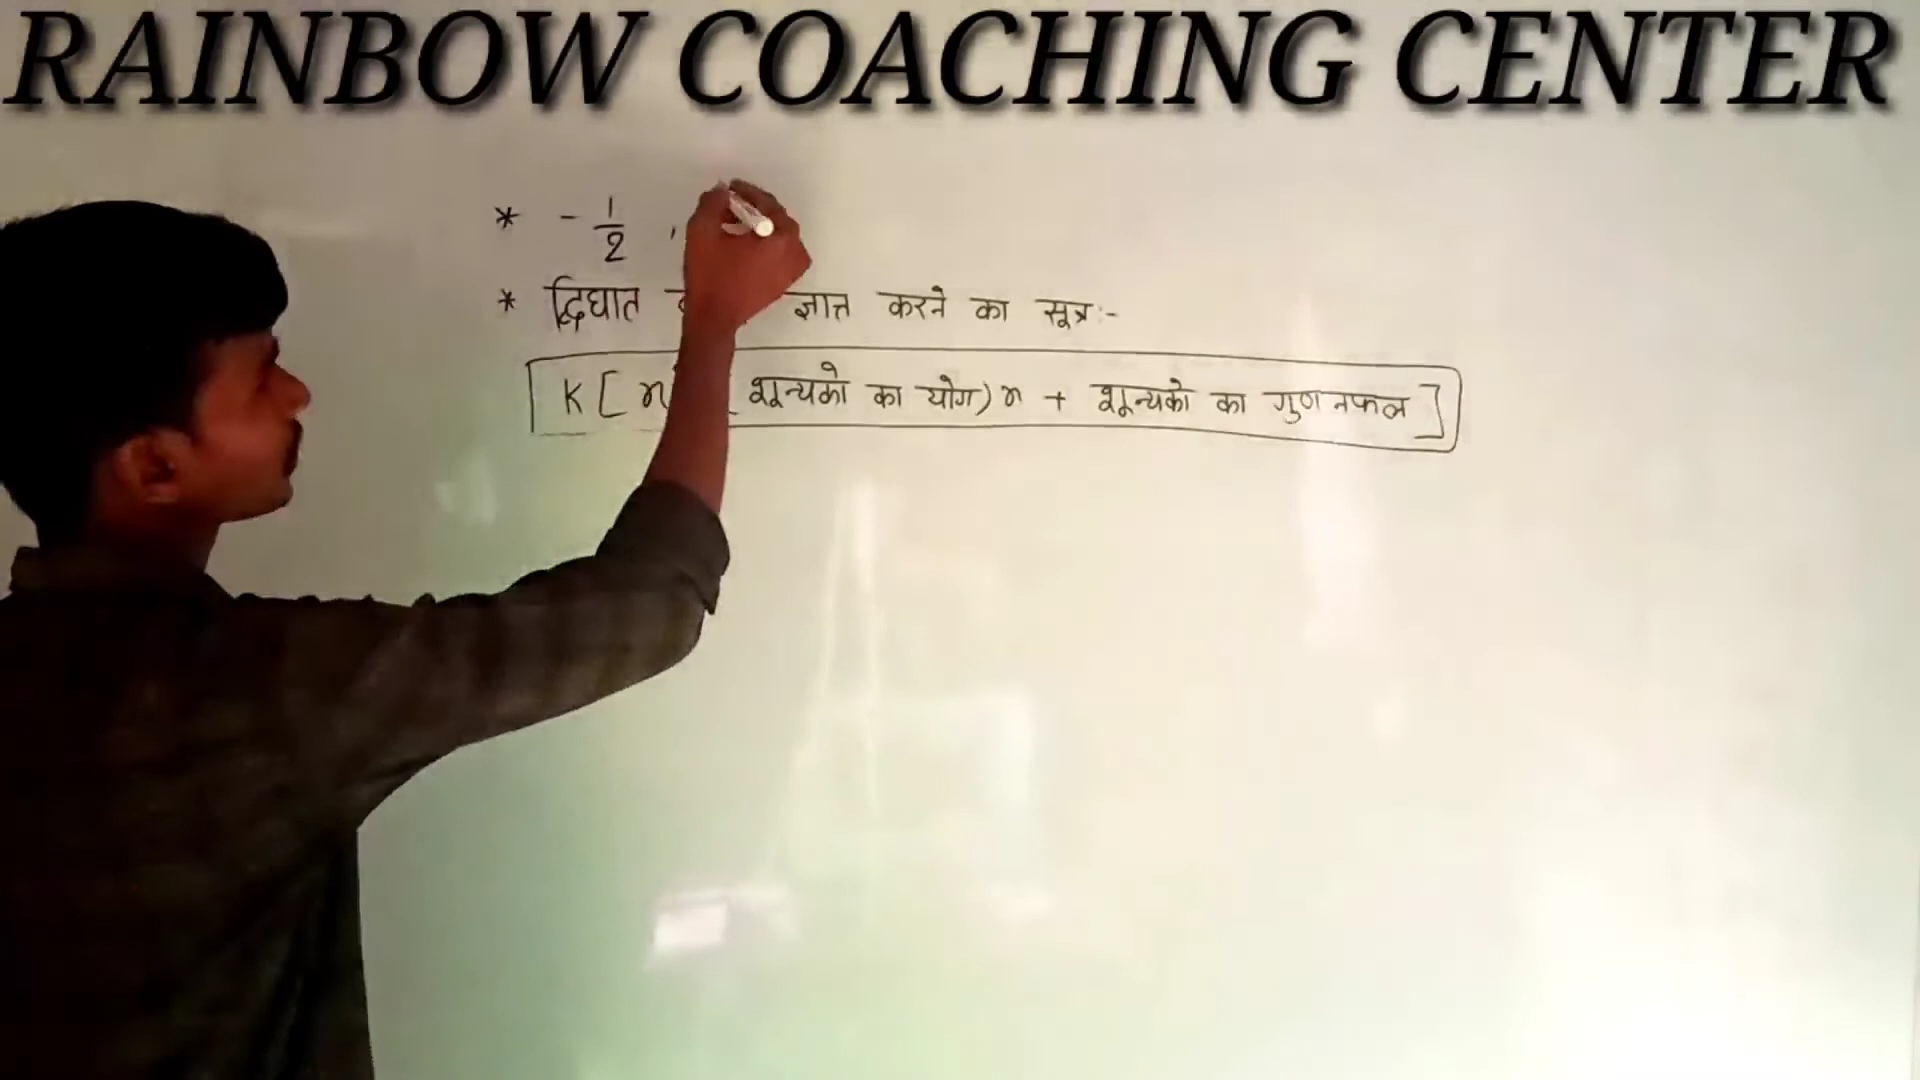 RAINBOW COACHING CENTER
* - 1/2 ,
* द्विघात ज्ञात करने का सूत्र :-
K [ x शून्यको का योग) x + शून्यको का गुणनफल ]